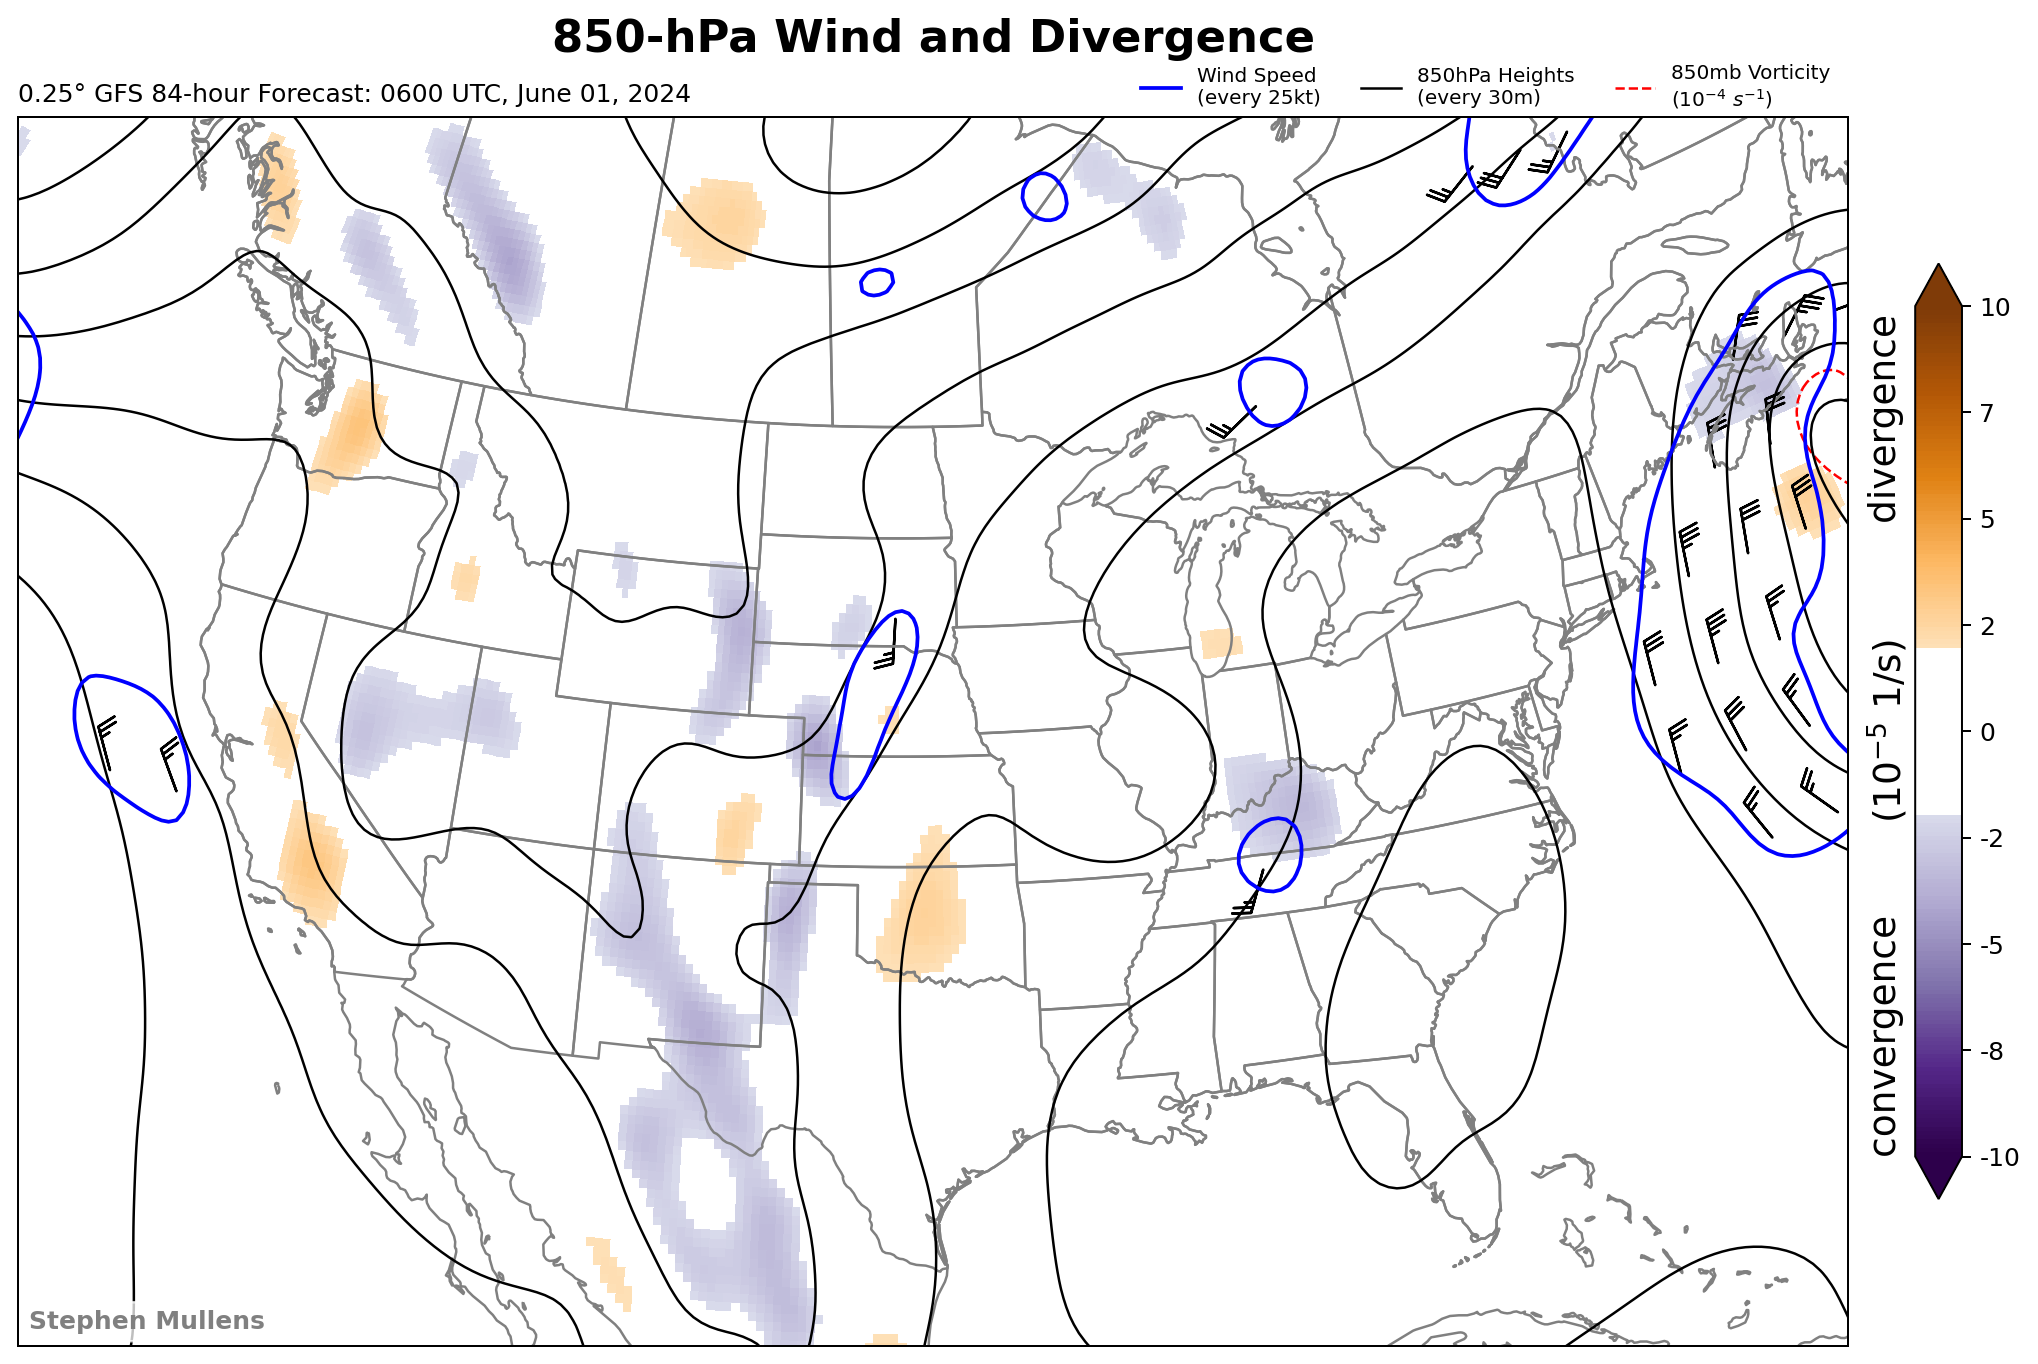 850-hPa Wind and Divergence
0.25° GFS 84-hour Forecast: 0600 UTC, June 01, 2024
Wind Speed
(every 25kt)
850hPa Heights
(every 30m)
850mb Vorticity
(10⁻⁴ s⁻¹)
10
7
5
2
0
-2
-5
-8
-10
convergence (10⁻⁵ 1/s) divergence
Stephen Mullens